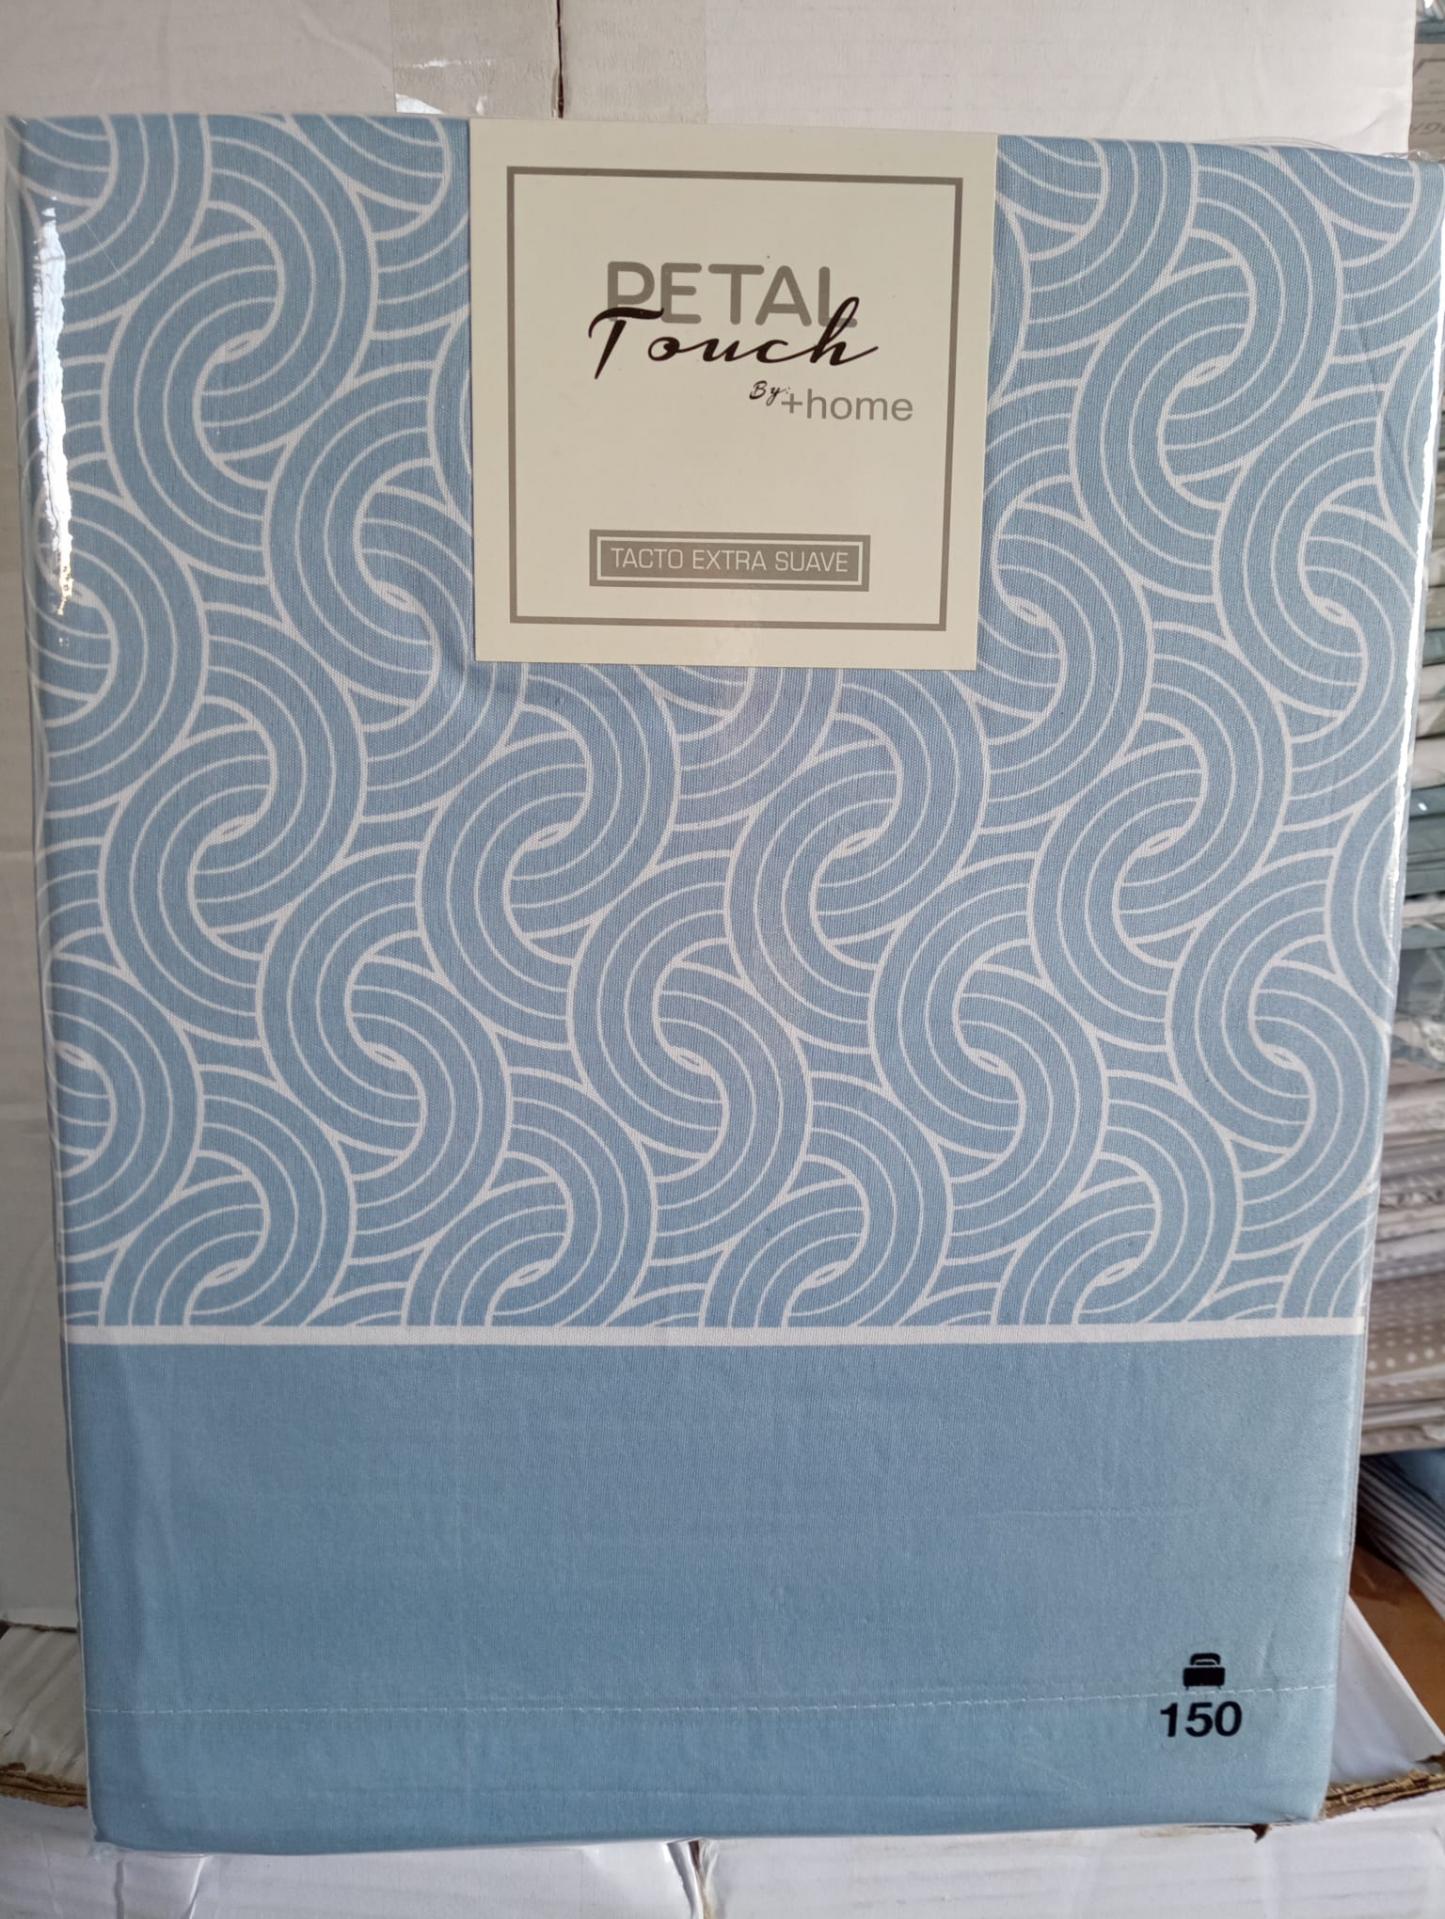 PETAL
Touch
By: +home
TACTO EXTRA SUAVE
150